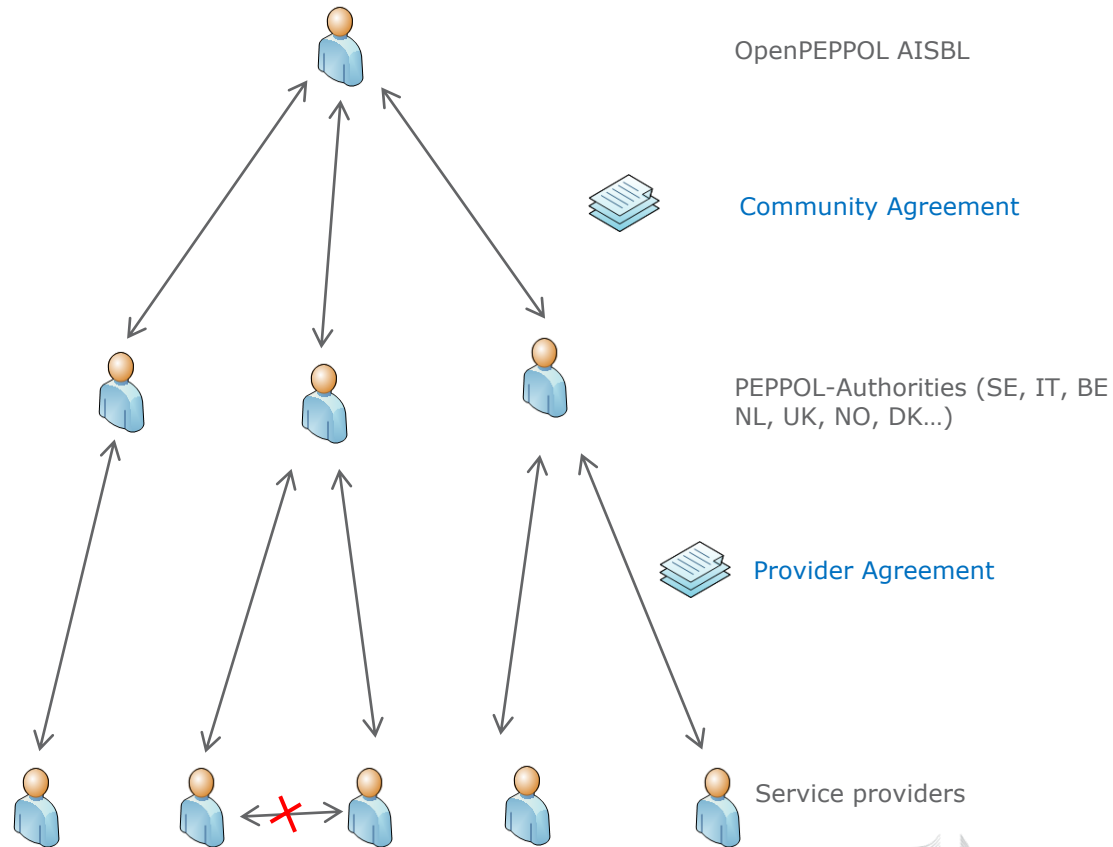 OpenPEPPOL AISBL
Community Agreement
PEPPOL-Authorities (SE, IT, BE
NL, UK, NO, DK…)
Provider Agreement
Service providers